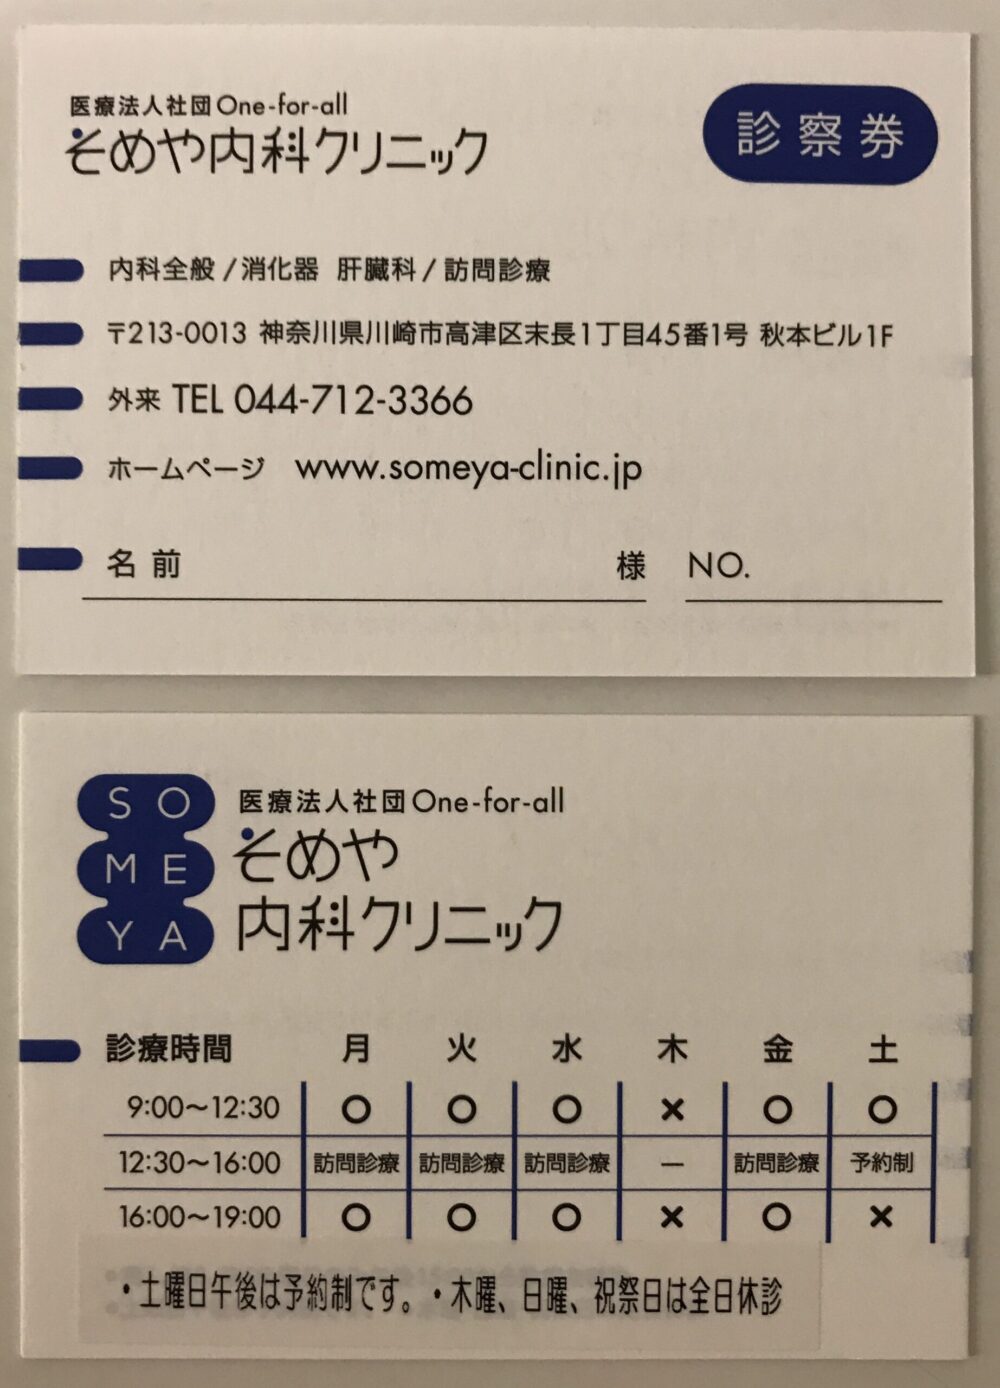 医療法人社団One-for-all
そめや内科クリニック
診察券
内科全般/消化器 肝臓科/訪問診療
〒213-0013 神奈川県川崎市高津区末長1丁目45番1号 秋本ビル1F
外来 TEL 044-712-3366
ホームページ www.someya-clinic.jp
名前 様 NO.
SO
ME
YA
医療法人社団One-for-all
そめや
内科クリニック
診療時間 月 火 水 木 金 土
9:00〜12:30 ○ ○ ○ × ○ ○
12:30〜16:00 訪問診療 訪問診療 訪問診療 — 訪問診療 予約制
16:00〜19:00 ○ ○ ○ × ○ ×
・土曜日午後は予約制です。・木曜、日曜、祝祭日は全日休診